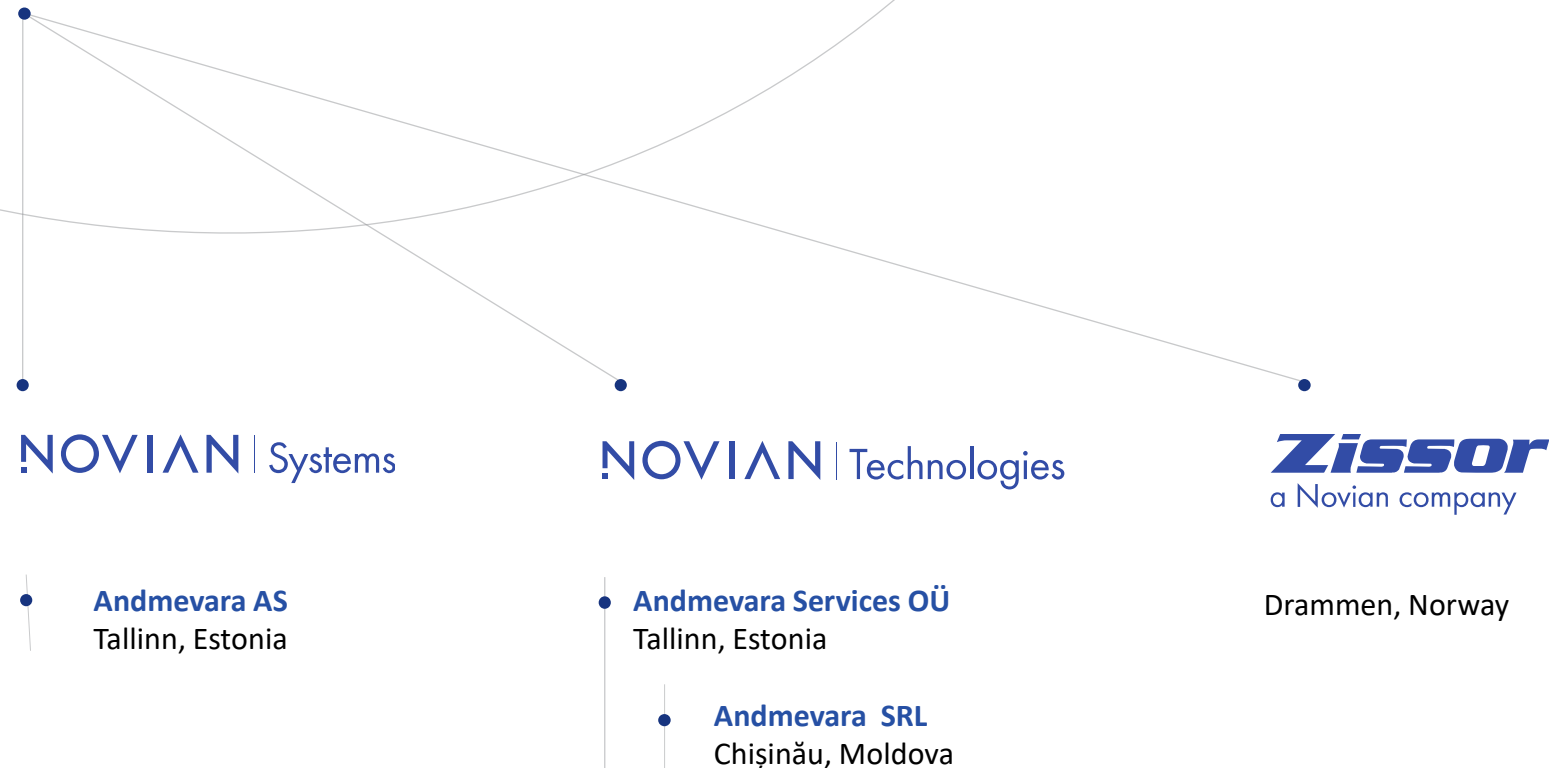 NOVIAN | Systems
NOVIAN | Technologies
Zissor
a Novian company
Andmevara AS
Tallinn, Estonia
Andmevara Services OÜ
Tallinn, Estonia
Andmevara SRL
Chișinău, Moldova
Drammen, Norway